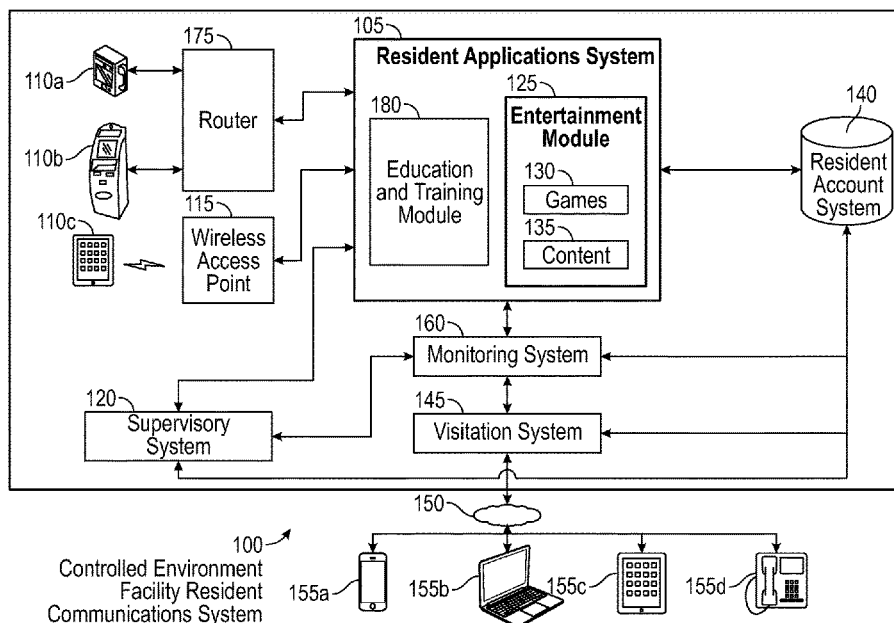 105
175
Resident Applications System
110a
125
180
140
Entertainment
Module
Router
Resident
Account
System
110b
130
Education
and Training
Module
Games
115
110c
135
Wireless
Access
Point
Content
160
Monitoring System
120
145
Supervisory
System
Visitation System
150
100
Controlled Environment
Facility Resident
Communications System
155a
155b
155c
155d